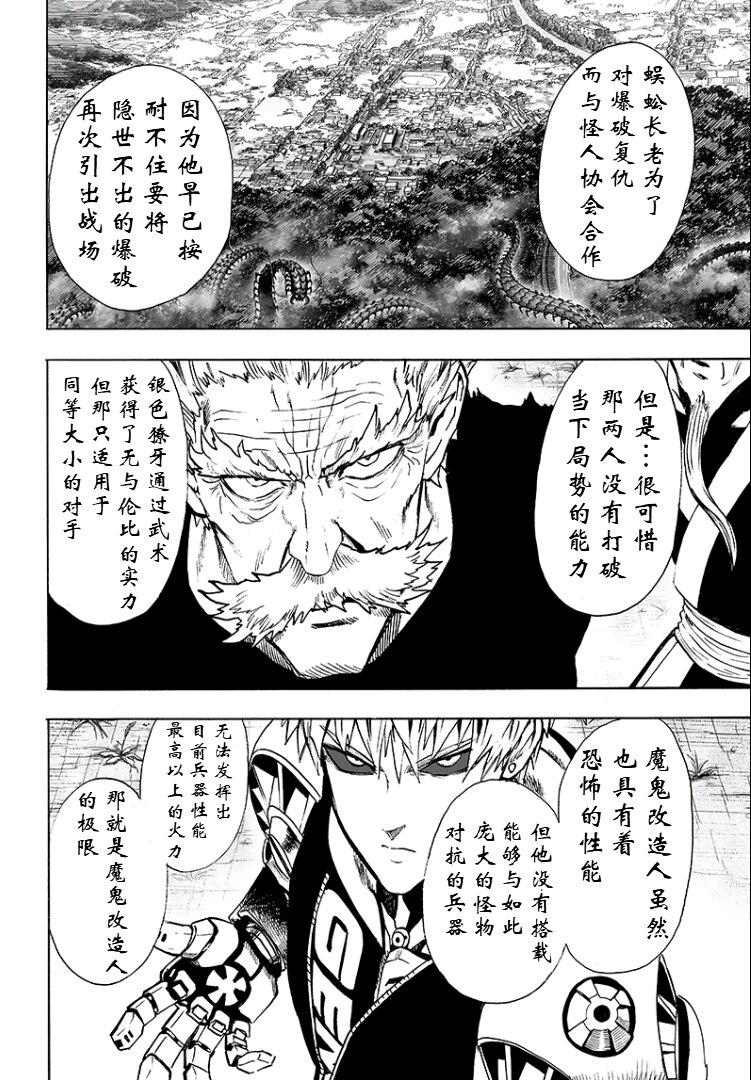 蜈蚣长老为了
对爆破复仇
而与怪人协会合作
因为他早已按
耐不住要将
隐世不出的爆破
再次引出战场
但是…很可惜
那两人没有打破
当下局势的能力
银色獠牙通过武术
获得了无与伦比的实力
但那只适用于
同等大小的对手
魔鬼改造人虽然
也具有着
恐怖的性能
但他没有搭载
能够与如此
庞大的怪物
对抗的兵器
无法发挥出
目前兵器性能
最高以上的火力
那就是魔鬼改造人
的极限
GEN